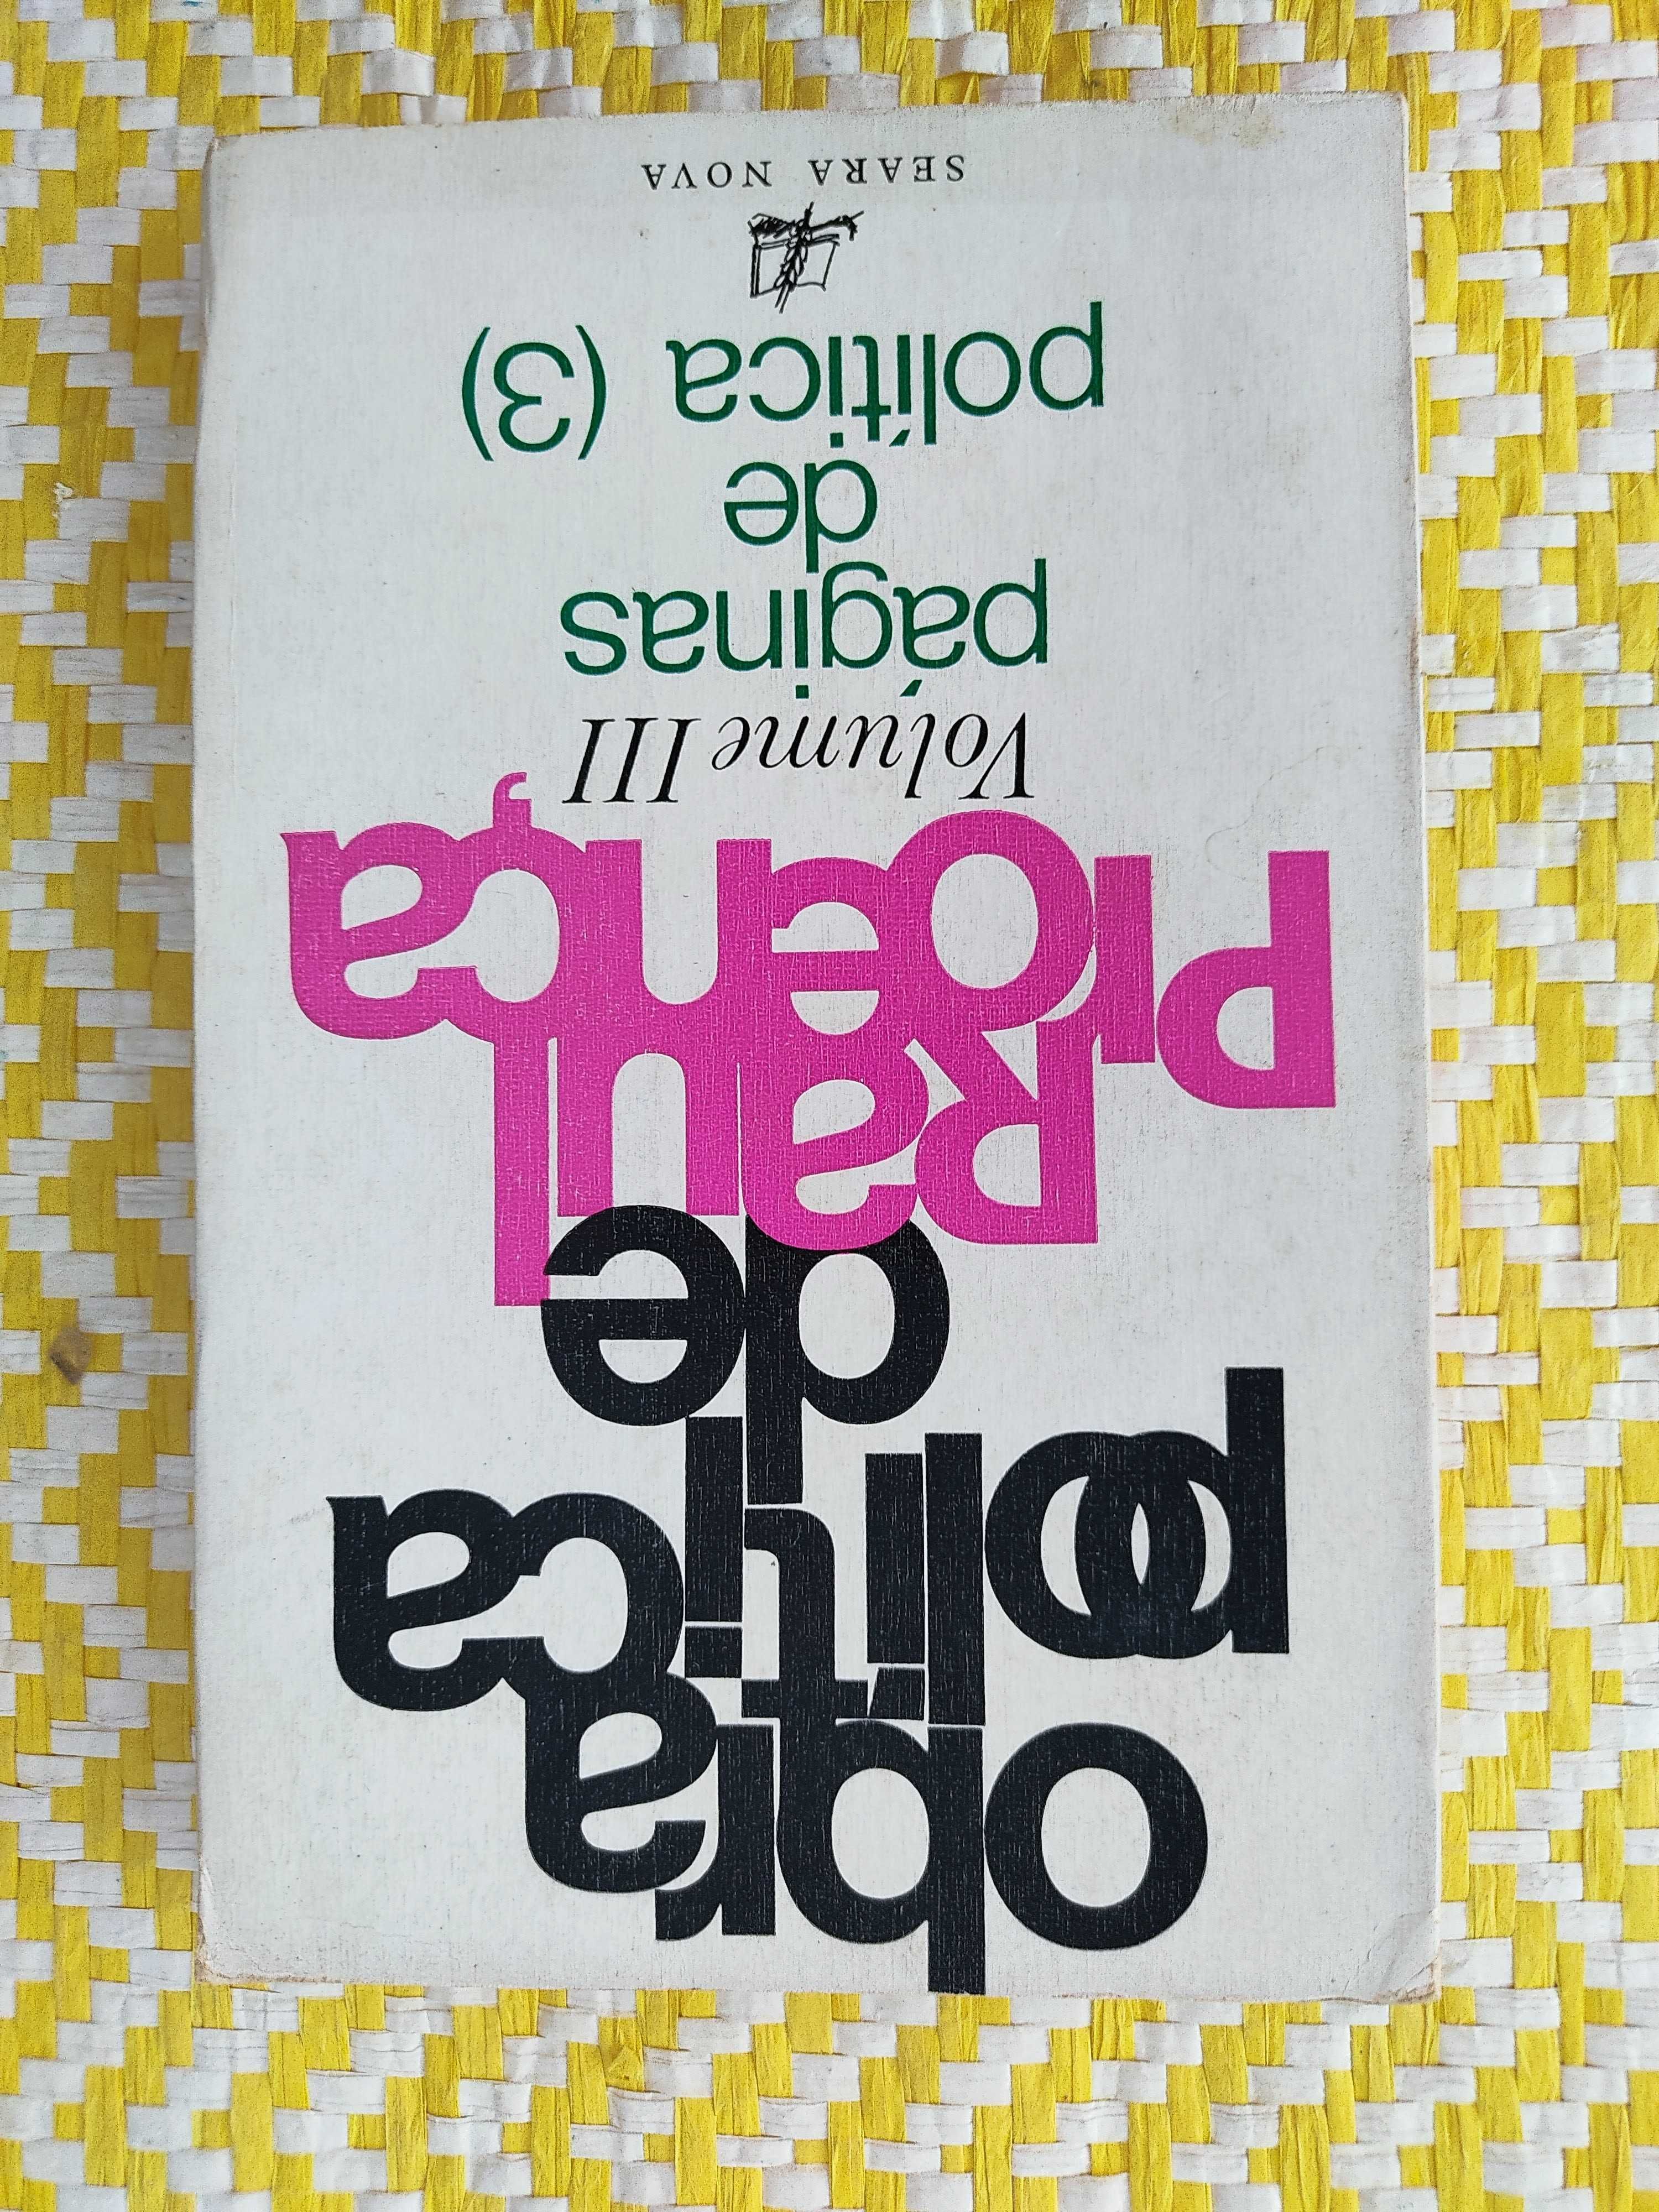 obra
política
de
Raul
Proença
Volume III
páginas
de
política (3)
SEARA NOVA